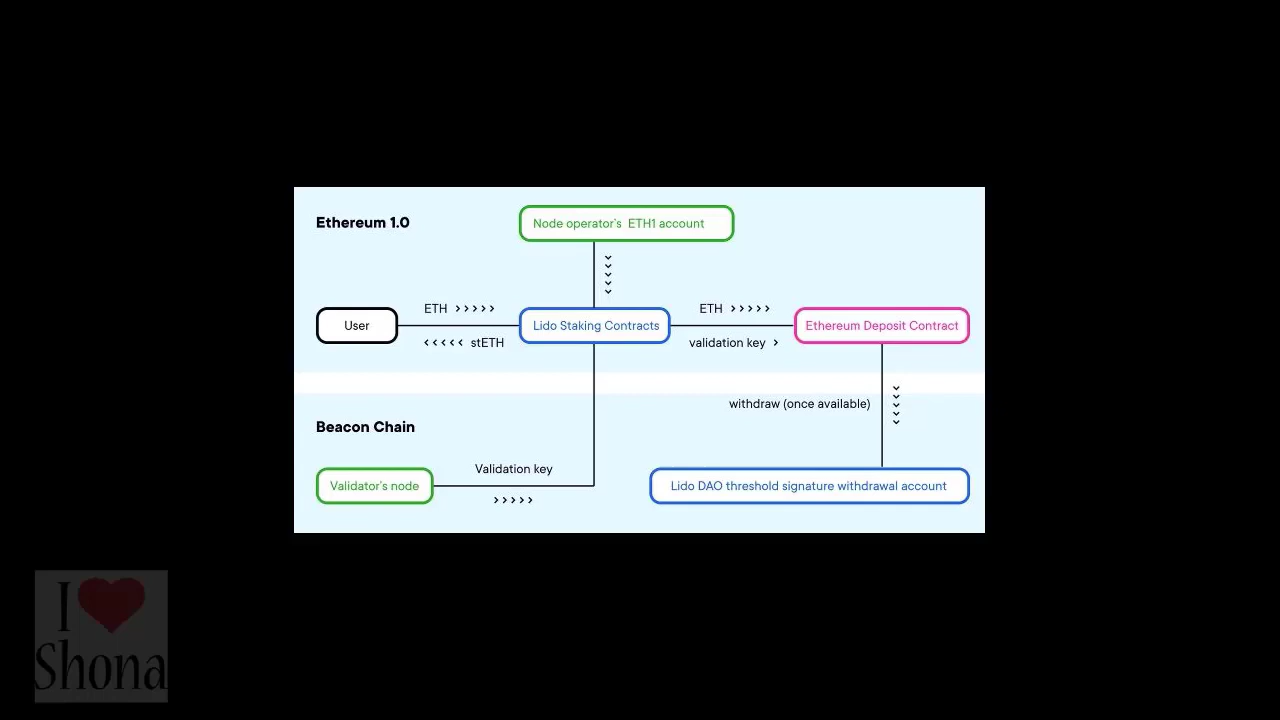 Ethereum 1.0
Node operator's ETH1 account
ETH >>>>>
ETH >>>>>
User
Lido Staking Contracts
Ethereum Deposit Contract
<<<<< stETH
validation key >
withdraw (once available)
Beacon Chain
Validation key
Validator's node
>>>>>
Lido DAO threshold signature withdrawal account
I
Shona